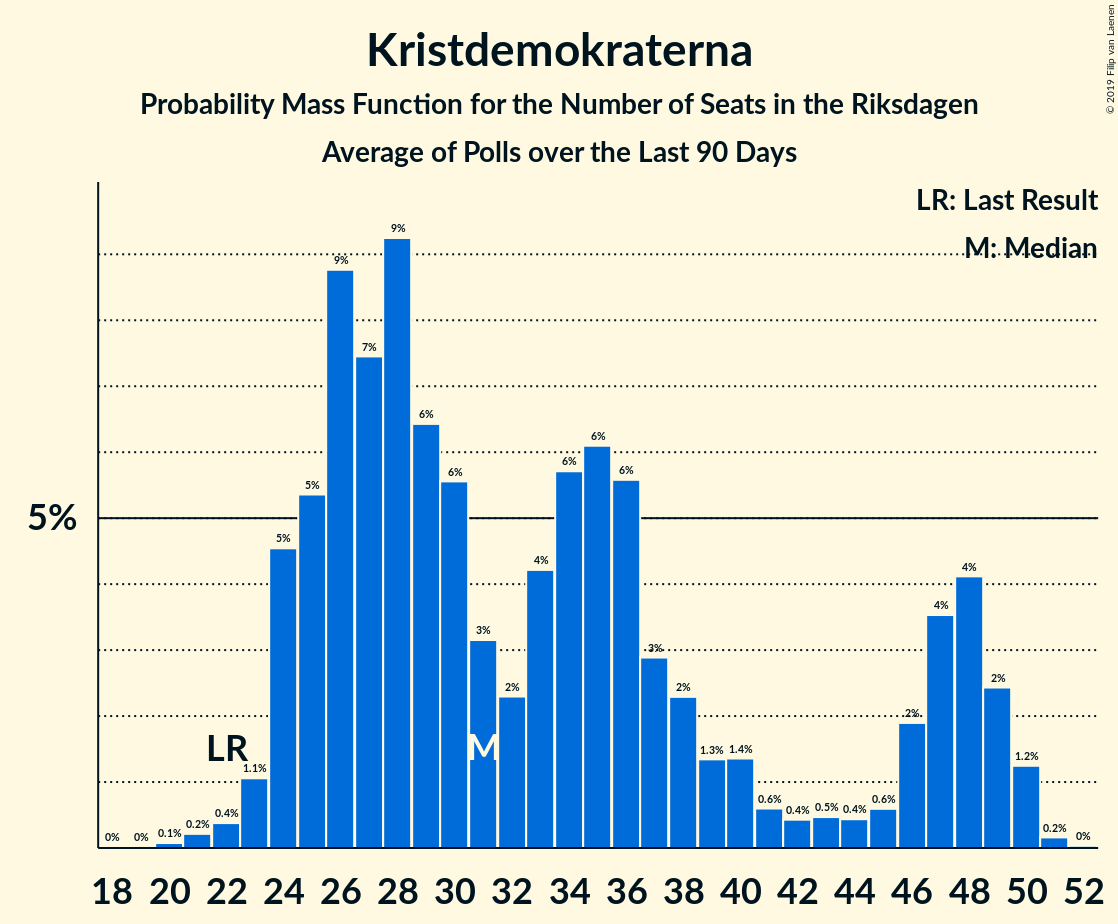 Kristdemokraterna
Probability Mass Function for the Number of Seats in the Riksdagen
Average of Polls over the Last 90 Days
© 2019 Filip van Laenen
LR: Last Result
M: Median
5%
0% 0% 0.1% 0.2% 0.4% 1.1% 5% 5% 9% 7% 9% 6% 6% 3% 2% 4% 6% 6% 6% 3% 2% 1.3% 1.4% 0.6% 0.4% 0.5% 0.4% 0.6% 2% 4% 4% 2% 1.2% 0.2% 0%
LR M
18 20 22 24 26 28 30 32 34 36 38 40 42 44 46 48 50 52